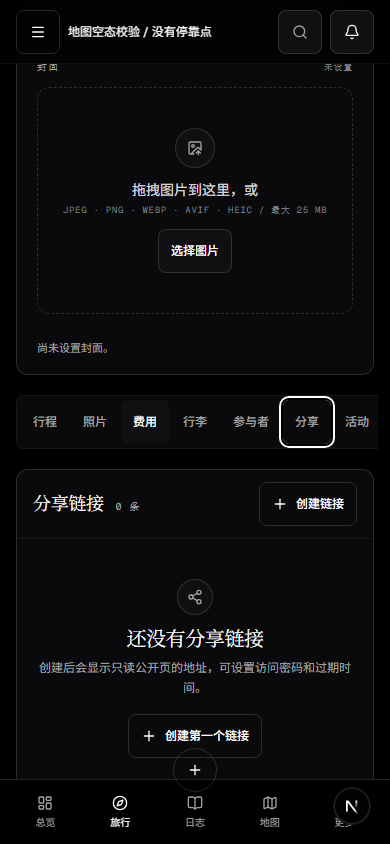 地图空态校验 / 没有停靠点
封面
未设置
拖拽图片到这里，或
JPEG · PNG · WEBP · AVIF · HEIC / 最大 25 MB
选择图片
尚未设置封面。
行程 照片 费用 行李 参与者 分享 活动
分享链接 0 条
创建链接
还没有分享链接
创建后会显示只读公开页的地址，可设置访问密码和过期时
间。
创建第一个链接
总览 旅行 日志 地图
N